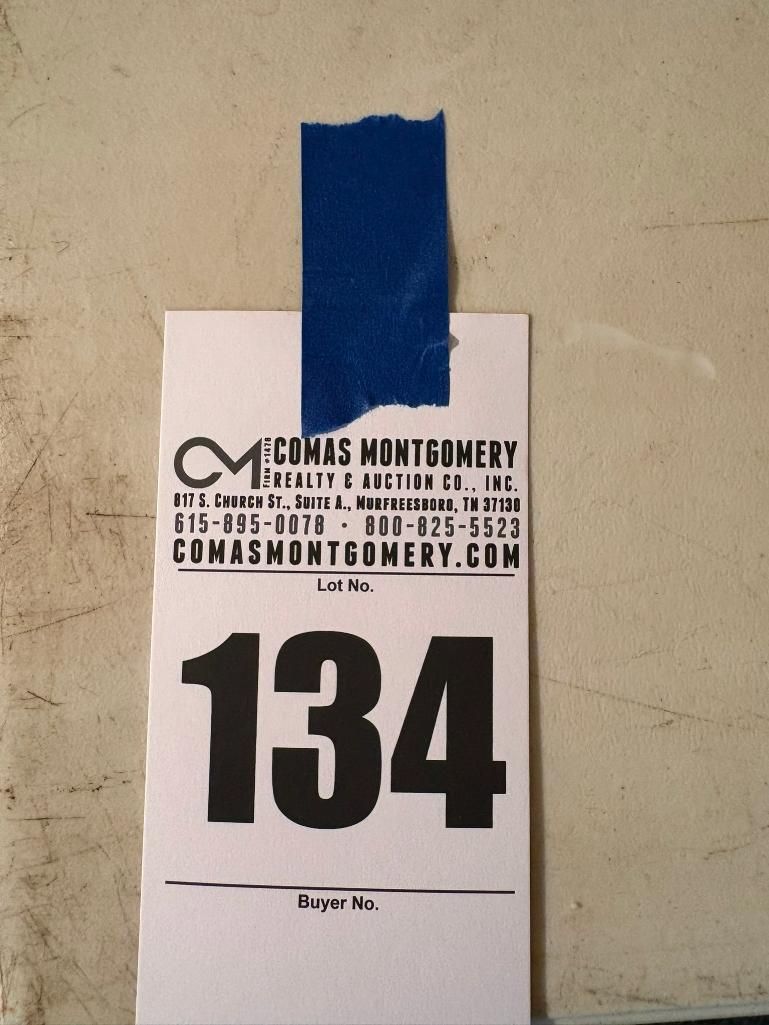 CM FIRM #1478 COMAS MONTGOMERY
REALTY & AUCTION CO., INC.
817 S. CHURCH ST., SUITE A., MURFREESBORO, TN 37130
615-895-0078 · 800-825-5523
COMASMONTGOMERY.COM
Lot No.
134
Buyer No.